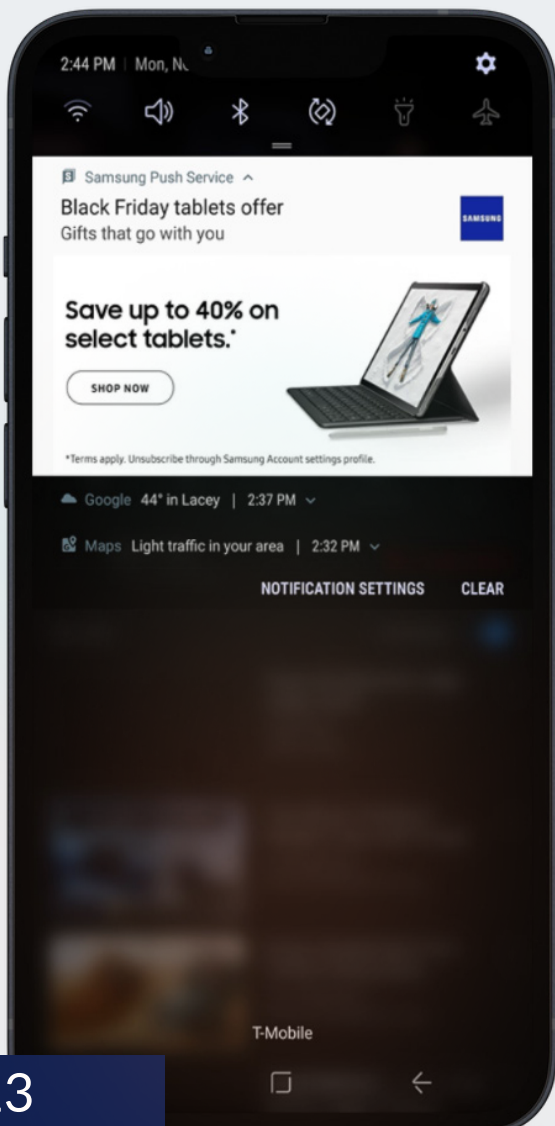 2:44 PM | Mon,
Samsung Push Service
Black Friday tablets offer
Gifts that go with you
SAMSUNG
Save up to 40% on
select tablets.*
SHOP NOW
*Terms apply. Unsubscribe through Samsung Account settings profile.
Google 44° in Lacey | 2:37 PM
Maps Light traffic in your area | 2:32 PM
NOTIFICATION SETTINGS CLEAR
T-Mobile